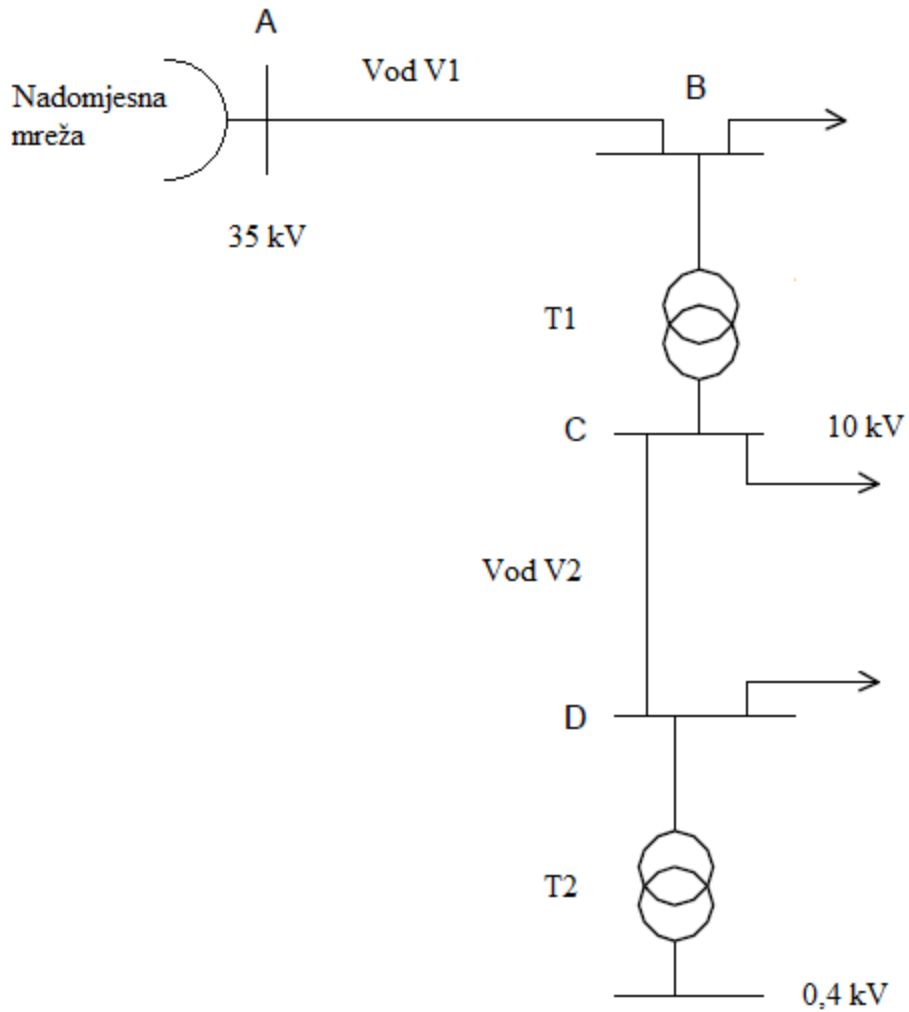 A
Vod V1
B
Nadomjesna
mreža
35 kV
T1
C
10 kV
Vod V2
D
T2
0,4 kV